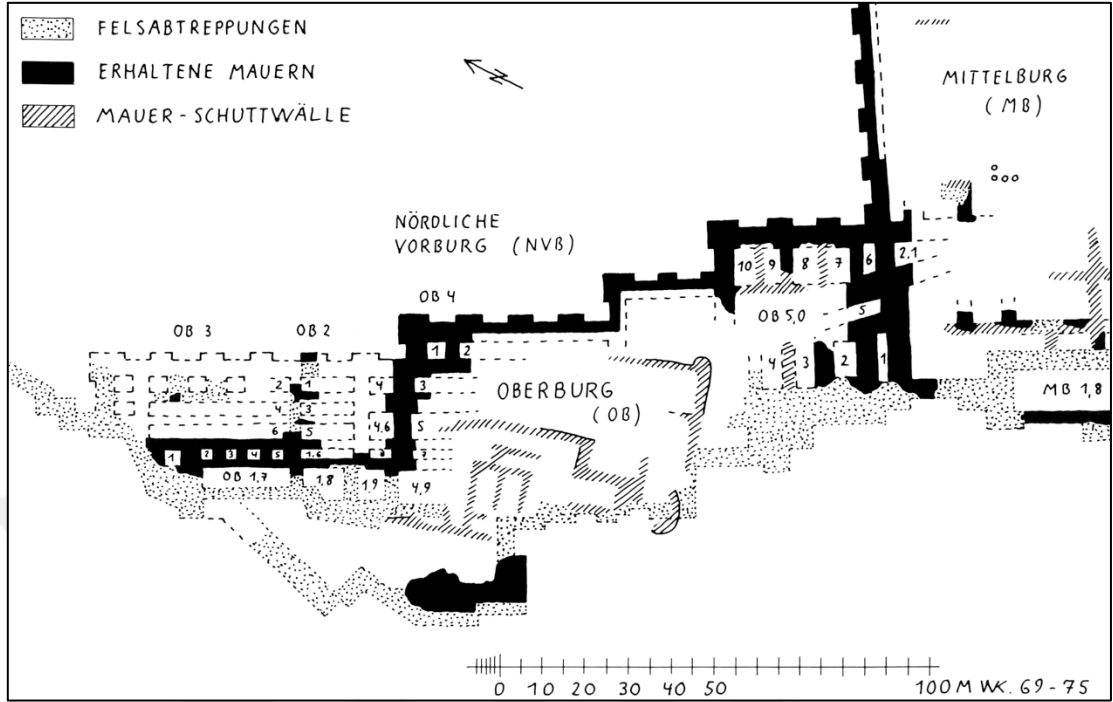 FELSABTREPPUNGEN
ERHALTENE MAUERN
MAUER - SCHUTTWÄLLE
MITTELBURG
(MB)
NÖRDLICHE
VORBURG (NVB)
10 9 8 7 6 2,1
OB 4
OB 5,0 5
OB 3 OB 2
1 2
4 3 2 1
2 1 4 3
OBERBURG
(OB)
MB 1,8
4 3
6 5 4.6 5
1 2 3 4 5 1.6 8 7
OB 1,7 1,8 1,9 4,9
0 10 20 30 40 50 100 M WK. 69-75